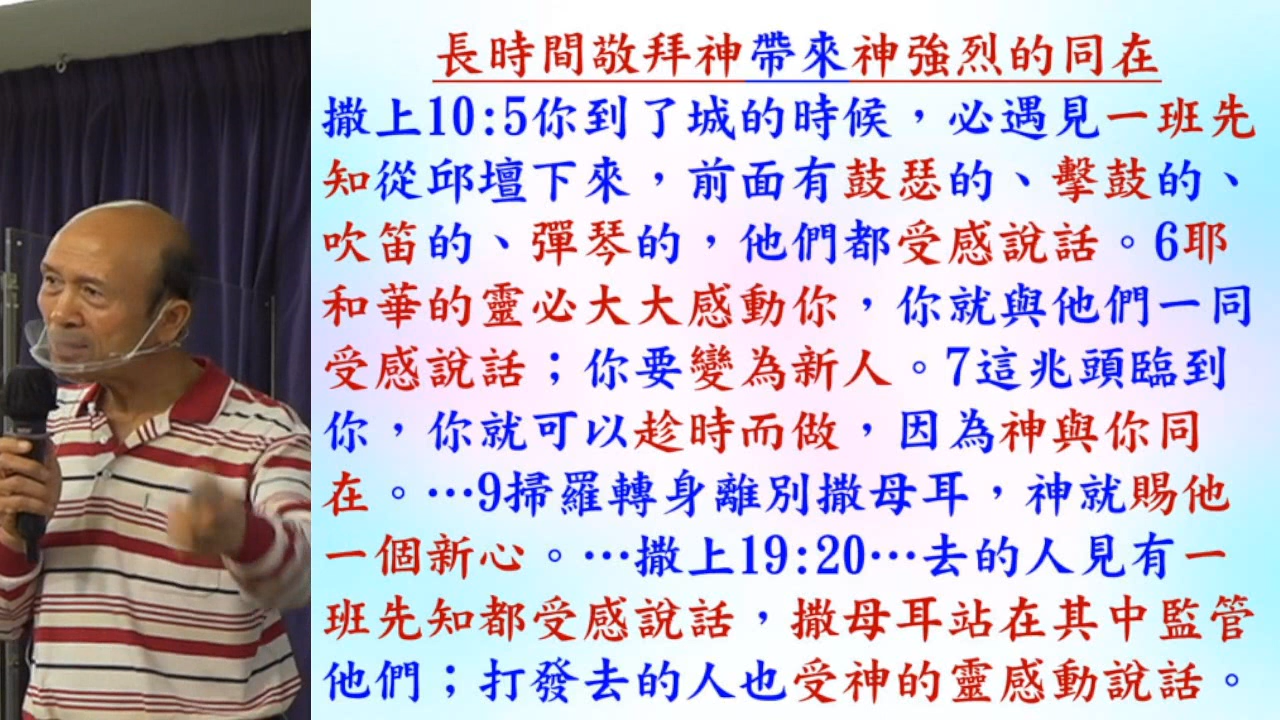 長時間敬拜神帶來神強烈的同在
撒上10:5你到了城的時候，必遇見一班先
知從邱壇下來，前面有鼓瑟的、擊鼓的、
吹笛的、彈琴的，他們都受感說話。6耶
和華的靈必大大感動你，你就與他們一同
受感說話；你要變為新人。7這兆頭臨到
你，你就可以趁時而做，因為神與你同
在。…9掃羅轉身離別撒母耳，神就賜他
一個新心。…撒上19:20…去的人見有一
班先知都受感說話，撒母耳站在其中監管
他們；打發去的人也受神的靈感動說話。